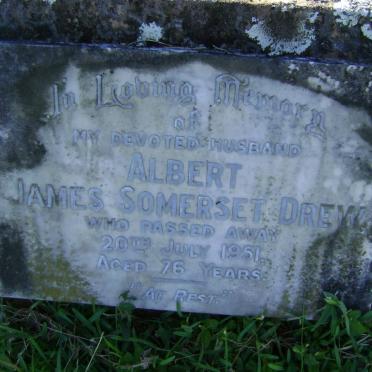 In Loving Memory
of
MY DEVOTED HUSBAND
ALBERT
JAMES SOMERSET DREW
WHO PASSED AWAY
20TH JULY 1951.
AGED 76 YEARS.
"AT REST."